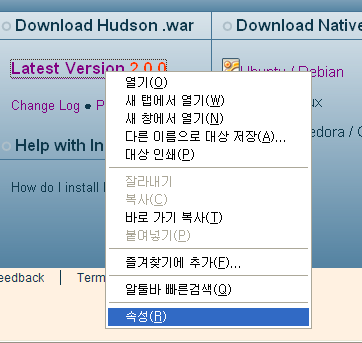 Download Hudson .war
Download Native
Latest Version 2.0.0
Ubuntu / Debian
Change Log ● P
ux
edora / O
Help with In
How do I install
eedback
Term
열기(O)
새 탭에서 열기(W)
새 창에서 열기(N)
다른 이름으로 대상 저장(A)...
대상 인쇄(P)
잘라내기
복사(C)
바로 가기 복사(T)
붙여넣기(P)
즐겨찾기에 추가(F)...
알툴바 빠른검색(Q)
속성(R)